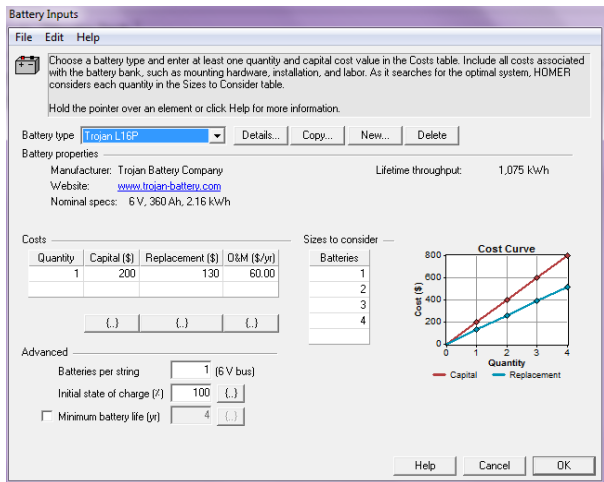 Battery Inputs
File Edit Help
Choose a battery type and enter at least one quantity and capital cost value in the Costs table. Include all costs associated
with the battery bank, such as mounting hardware, installation, and labor. As it searches for the optimal system, HOMER
considers each quantity in the Sizes to Consider table.
Hold the pointer over an element or click Help for more information.
Battery type Trojan L16P Details... Copy... New... Delete
Battery properties
Manufacturer: Trojan Battery Company Lifetime throughput: 1,075 kWh
Website: www.trojan-battery.com
Nominal specs: 6 V, 360 Ah, 2.16 kWh
Costs
Quantity Capital ($) Replacement ($) O&M ($/yr)
1 200 130 60.00
{..} {..} {..}
Sizes to consider
Batteries
1
2
3
4
Cost Curve
800
600
400
200
0
Cost ($)
0 1 2 3 4
Quantity
Capital Replacement
Advanced
Batteries per string 1 (6 V bus)
Initial state of charge (%) 100 {..}
Minimum battery life (yr) 4 {..}
Help Cancel OK